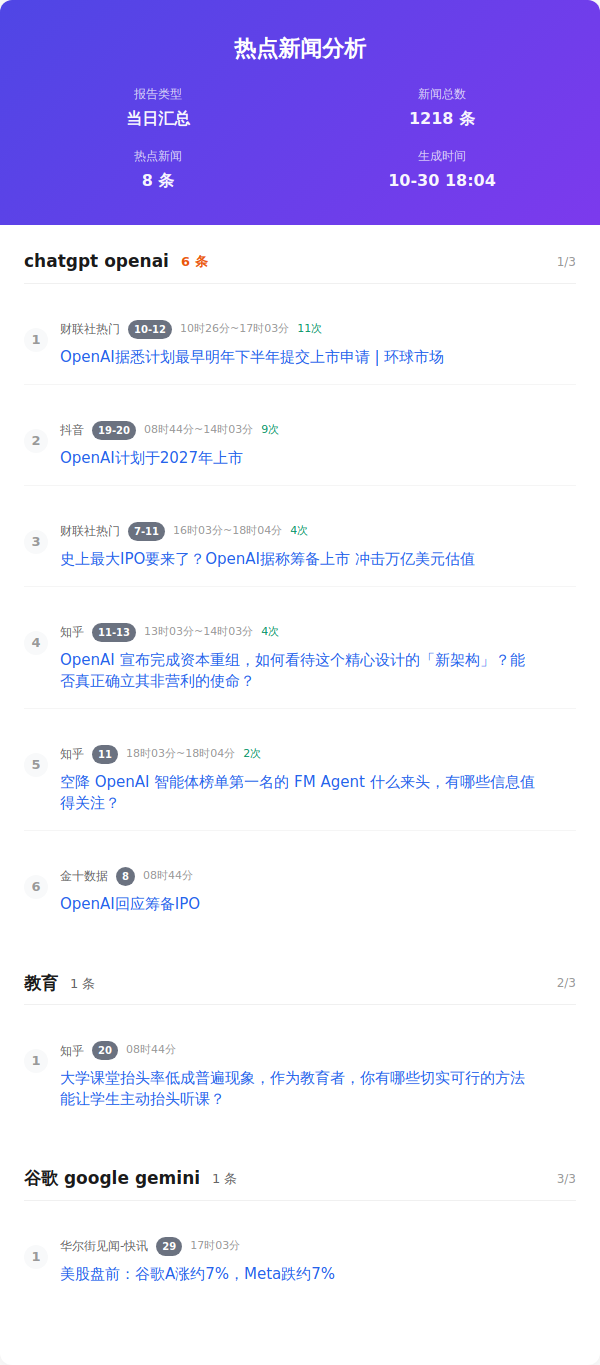 热点新闻分析
报告类型
新闻总数
当日汇总
1218 条
热点新闻
生成时间
8 条
10-30 18:04
chatgpt openai 6 条 1/3
1 财联社热门 10-12 10时26分~17时03分 11次
OpenAI据悉计划最早明年下半年提交上市申请 | 环球市场
2 抖音 19-20 08时44分~14时03分 9次
OpenAI计划于2027年上市
3 财联社热门 7-11 16时03分~18时04分 4次
史上最大IPO要来了？OpenAI据称筹备上市 冲击万亿美元估值
4 知乎 11-13 13时03分~14时03分 4次
OpenAI 宣布完成资本重组，如何看待这个精心设计的「新架构」？能
否真正确立其非营利的使命？
5 知乎 11 18时03分~18时04分 2次
空降 OpenAI 智能体榜单第一名的 FM Agent 什么来头，有哪些信息值
得关注？
6 金十数据 8 08时44分
OpenAI回应筹备IPO
教育 1 条 2/3
1 知乎 20 08时44分
大学课堂抬头率低成普遍现象，作为教育者，你有哪些切实可行的方法
能让学生主动抬头听课？
谷歌 google gemini 1 条 3/3
1 华尔街见闻-快讯 29 17时03分
美股盘前：谷歌A涨约7%，Meta跌约7%